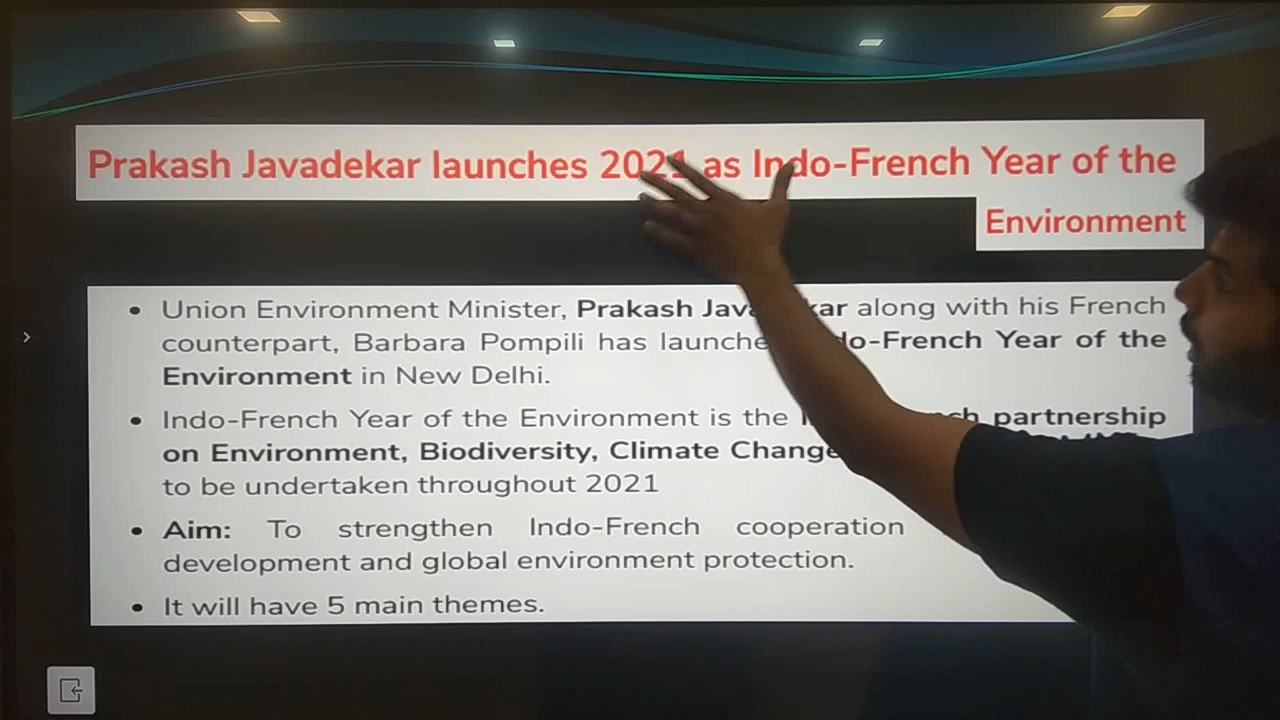 Prakash Javadekar launches 2021 as Indo-French Year of the
Environment
• Union Environment Minister, Prakash Javadekar along with his French
counterpart, Barbara Pompili has launche do-French Year of the
Environment in New Delhi.
• Indo-French Year of the Environment is the partnership
on Environment, Biodiversity, Climate Change
to be undertaken throughout 2021
• Aim: To strengthen Indo-French cooperation
development and global environment protection.
• It will have 5 main themes.